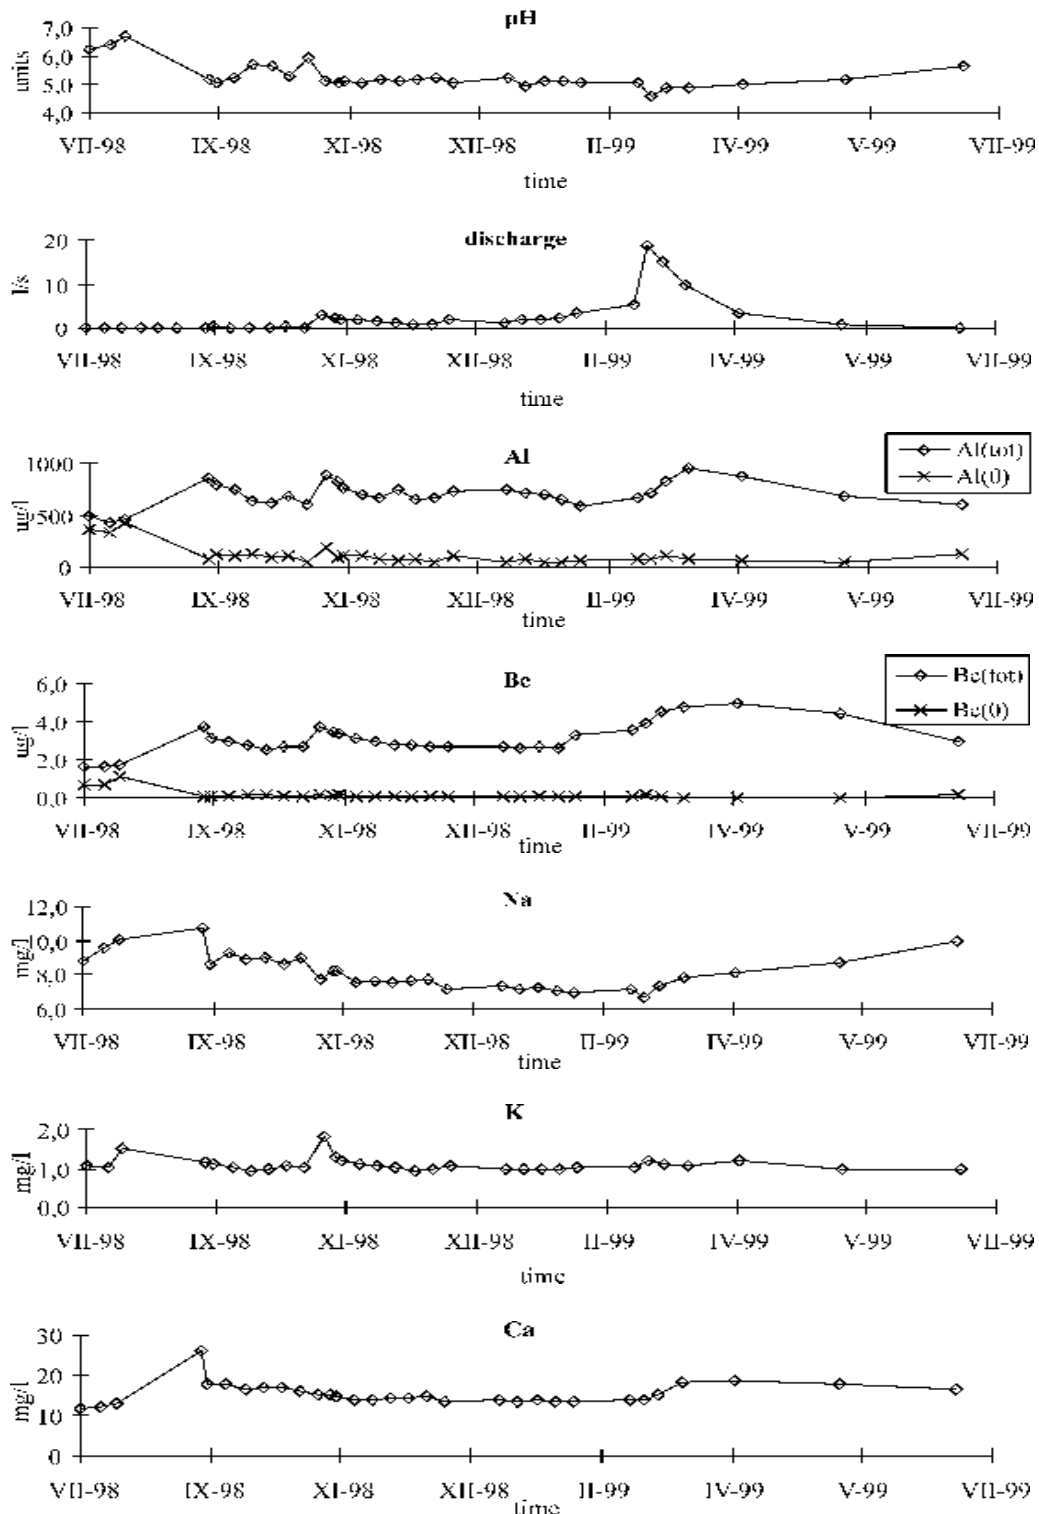 pH
7,0
6,0
5,0
4,0
units
VII-98 IX-98 XI-98 XII-98 II-99 IV-99 V-99 VII-99
time
discharge
20
10
0
l/s
VII-98 IX-98 XI-98 XII-98 II-99 IV-99 V-99 VII-99
time
Al
Al(tot)
Al(0)
1000
500
0
ug/l
VII-98 IX-98 XI-98 XII-98 II-99 IV-99 V-99 VII-99
time
Be
Be(tot)
Be(0)
6,0
4,0
2,0
0,0
ug/l
VII-98 IX-98 XI-98 XII-98 II-99 IV-99 V-99 VII-99
time
Na
12,0
10,0
8,0
6,0
mg/l
VII-98 IX-98 XI-98 XII-98 II-99 IV-99 V-99 VII-99
time
K
2,0
1,0
0,0
mg/l
VII-98 IX-98 XI-98 XII-98 II-99 IV-99 V-99 VII-99
time
Ca
30
20
10
0
mg/l
VII-98 IX-98 XI-98 XII-98 II-99 IV-99 V-99 VII-99
time